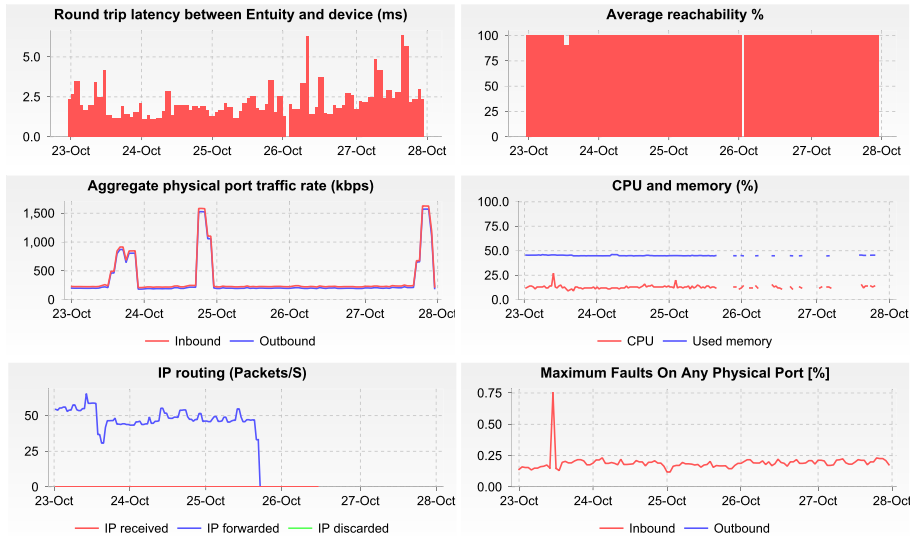 Round trip latency between Entuity and device (ms)
5.0
2.5
0.0
23-Oct 24-Oct 25-Oct 26-Oct 27-Oct 28-Oct
Average reachability %
100
75
50
25
0
23-Oct 24-Oct 25-Oct 26-Oct 27-Oct 28-Oct
Aggregate physical port traffic rate (kbps)
1,500
1,000
500
0
23-Oct 24-Oct 25-Oct 26-Oct 27-Oct 28-Oct
Inbound Outbound
CPU and memory (%)
100.0
75.0
50.0
25.0
0.0
23-Oct 24-Oct 25-Oct 26-Oct 27-Oct 28-Oct
CPU Used memory
IP routing (Packets/S)
50
25
0
23-Oct 24-Oct 25-Oct 26-Oct 27-Oct 28-Oct
IP received IP forwarded IP discarded
Maximum Faults On Any Physical Port [%]
0.75
0.50
0.25
0.00
23-Oct 24-Oct 25-Oct 26-Oct 27-Oct 28-Oct
Inbound Outbound